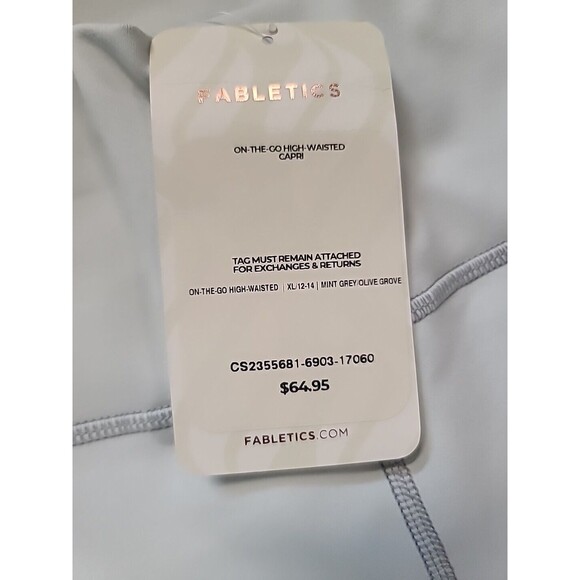 FABLETICS
ON-THE-GO HIGH-WAISTED
CAPRI
TAG MUST REMAIN ATTACHED
FOR EXCHANGES & RETURNS
ON-THE-GO HIGH-WAISTED | XL/12-14 | MINT GREY/OLIVE GROVE
CS2355681-6903-17060
$64.95
FABLETICS.COM